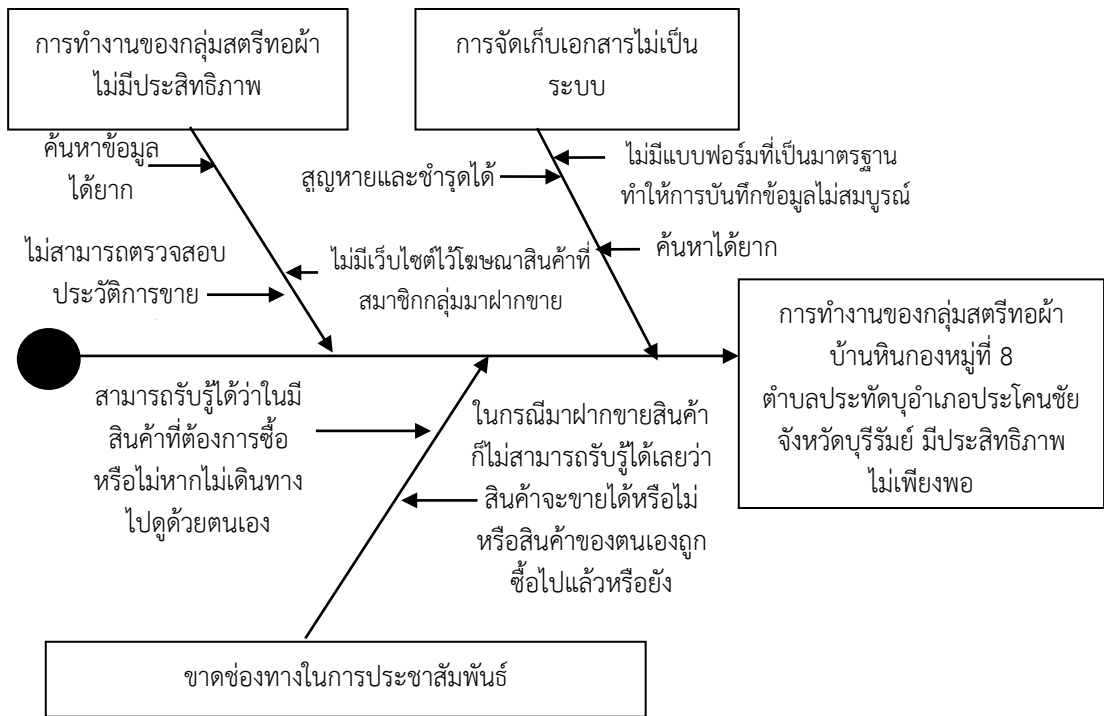 การทำงานของกลุ่มสตรีทอผ้า
ไม่มีประสิทธิภาพ
การจัดเก็บเอกสารไม่เป็น
ระบบ
ค้นหาข้อมูล
ได้ยาก
ไม่สามารถตรวจสอบ
ประวัติการขาย
ไม่มีเว็บไซต์ไว้โฆษณาสินค้าที่
สมาชิกกลุ่มมาฝากขาย
สูญหายและชำรุดได้
ไม่มีแบบฟอร์มที่เป็นมาตรฐาน
ทำให้การบันทึกข้อมูลไม่สมบูรณ์
ค้นหาได้ยาก
การทำงานของกลุ่มสตรีทอผ้า
บ้านหินกองหมู่ที่ 8
ตำบลประทัดบุอำเภอประโคนชัย
จังหวัดบุรีรัมย์ มีประสิทธิภาพ
ไม่เพียงพอ
สามารถรับรู้ได้ว่าในมี
สินค้าที่ต้องการซื้อ
หรือไม่หากไม่เดินทาง
ไปดูด้วยตนเอง
ในกรณีมาฝากขายสินค้า
ก็ไม่สามารถรับรู้ได้เลยว่า
สินค้าจะขายได้หรือไม่
หรือสินค้าของตนเองถูก
ซื้อไปแล้วหรือยัง
ขาดช่องทางในการประชาสัมพันธ์